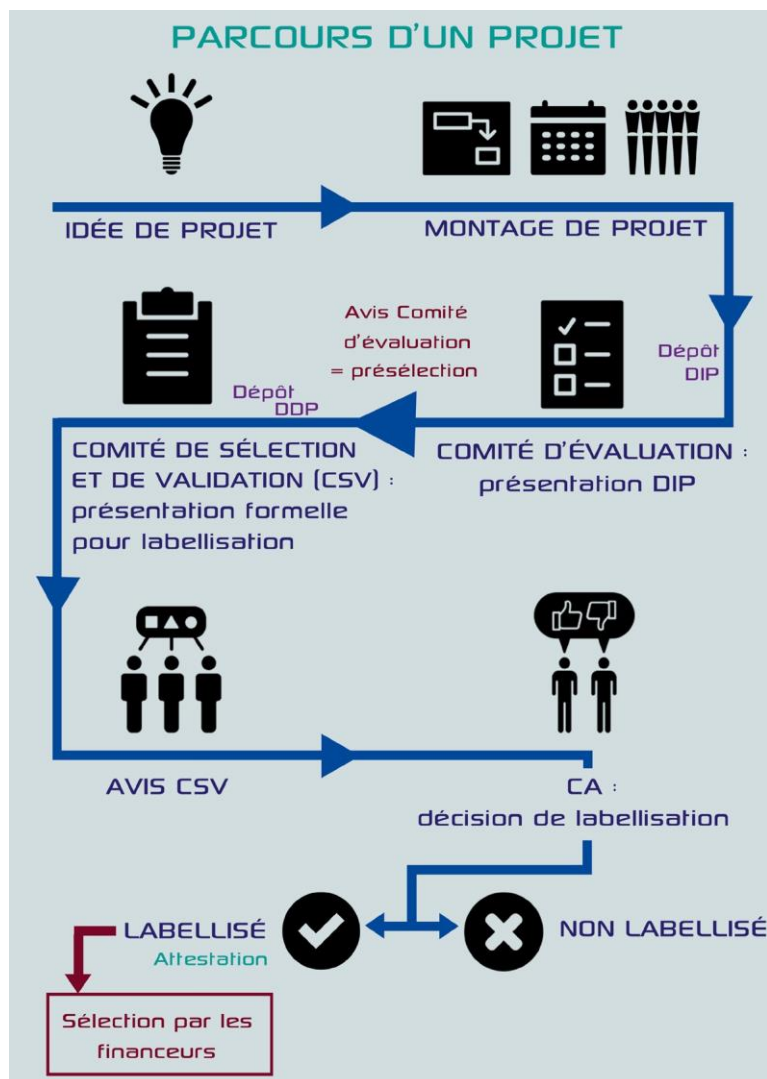 PARCOURS D'UN PROJET
IDÉE DE PROJET
MONTAGE DE PROJET
Dépôt
DIP
COMITÉ D'ÉVALUATION :
présentation DIP
Avis Comité
d'évaluation
= présélection
Dépôt
DDP
COMITÉ DE SÉLECTION
ET DE VALIDATION (CSV) :
présentation formelle
pour labellisation
AVIS CSV
CA :
décision de labellisation
LABELLISÉ
Attestation
NON LABELLISÉ
Sélection par les
financeurs